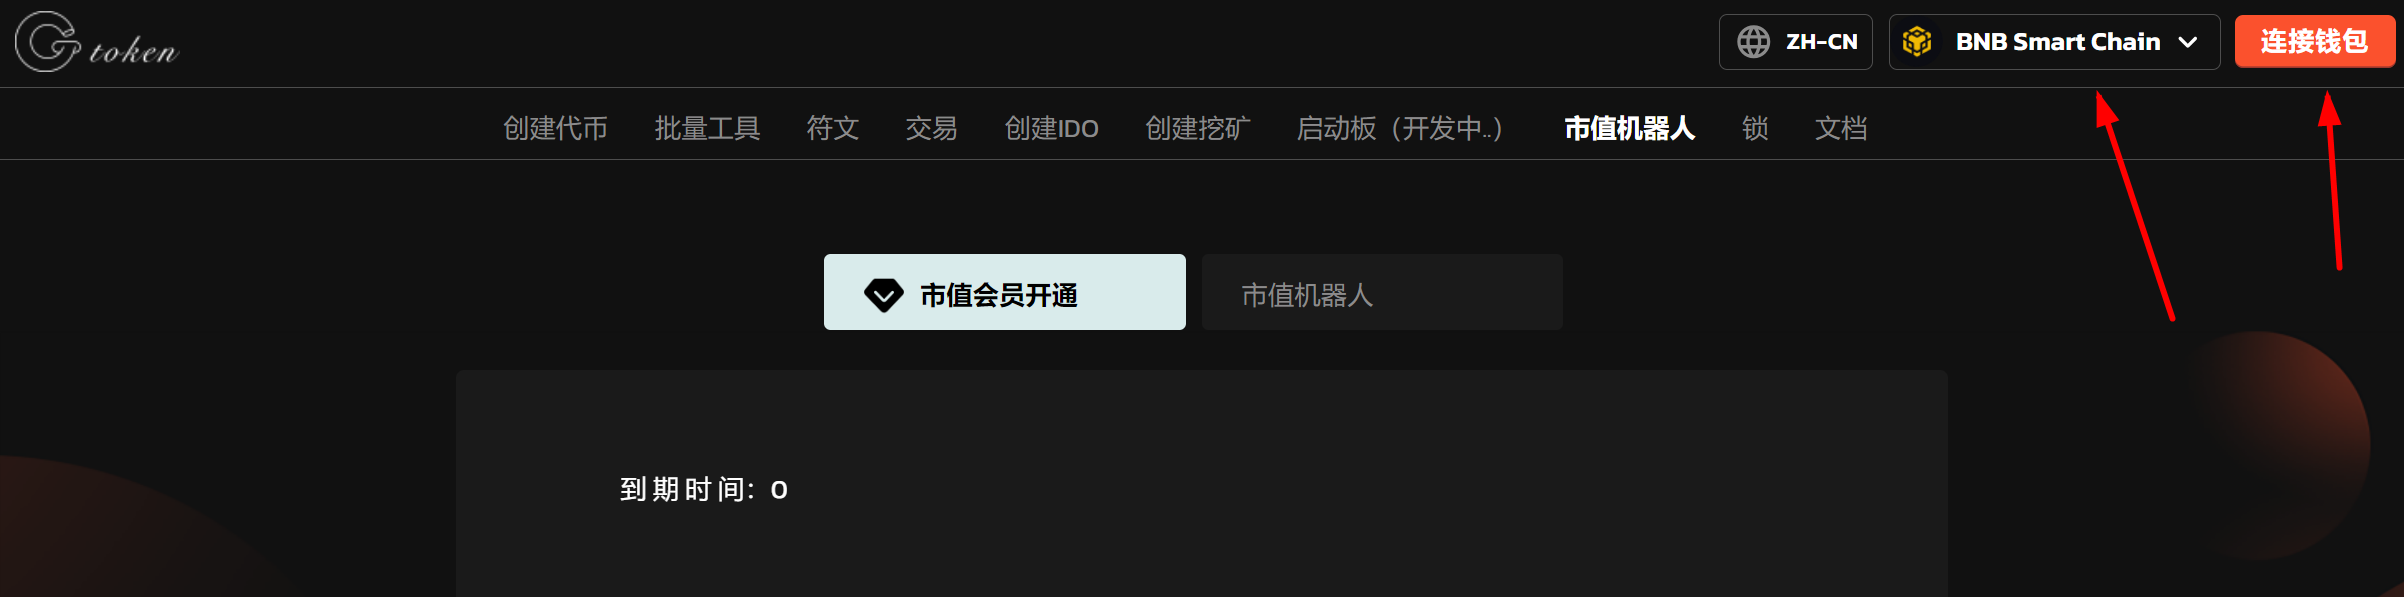 Gtoken
ZH-CN
BNB Smart Chain
连接钱包
创建代币 批量工具 符文 交易 创建IDO 创建挖矿 启动板（开发中..） 市值机器人 锁 文档
市值会员开通
市值机器人
到期时间: 0